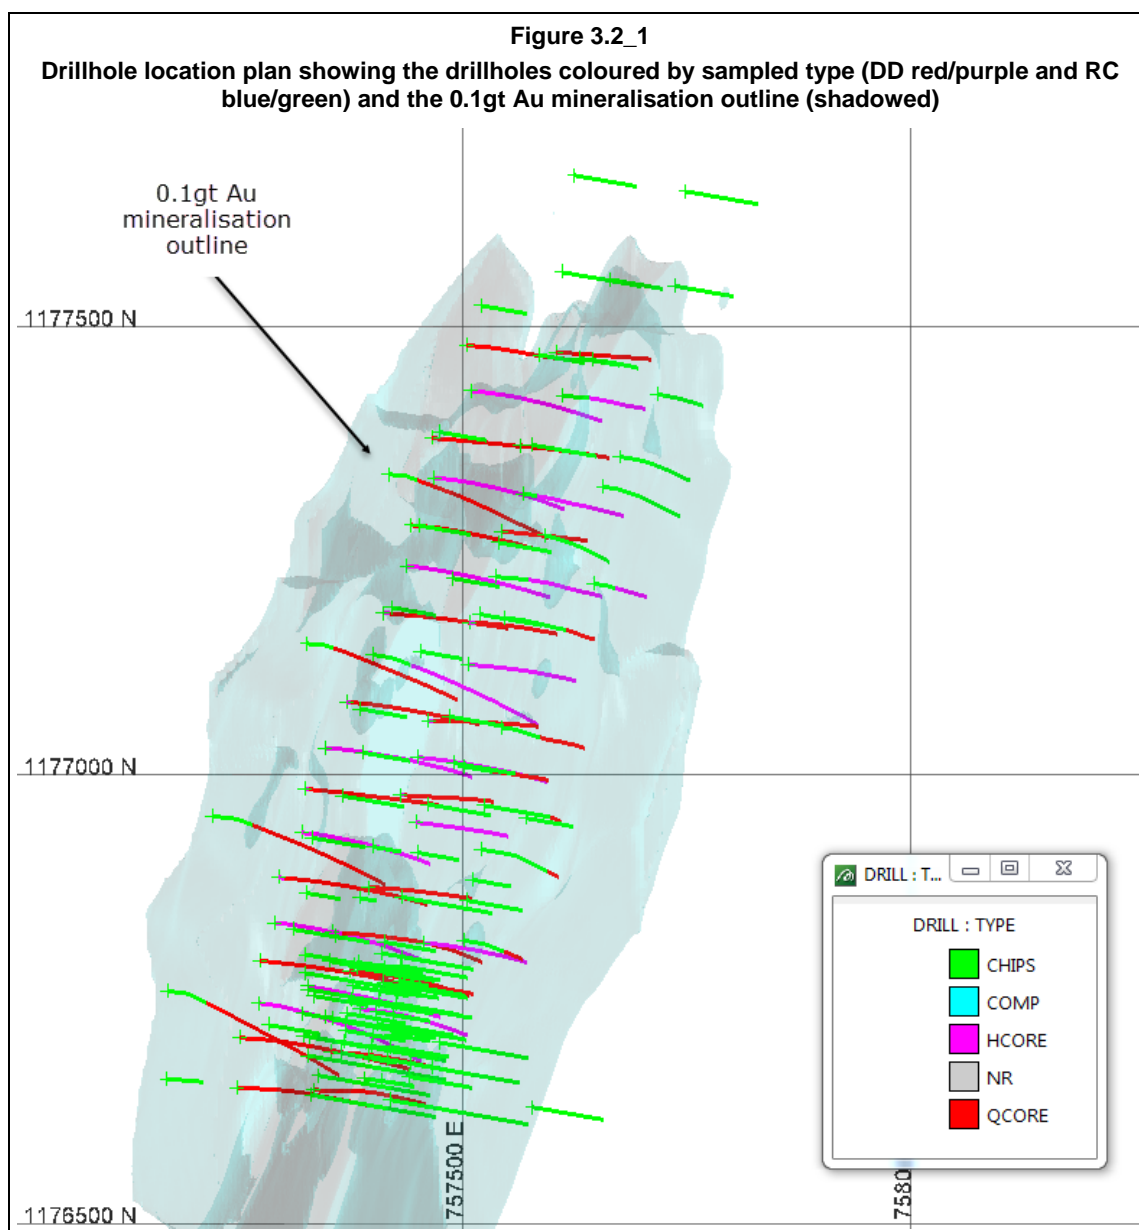 Figure 3.2_1
Drillhole location plan showing the drillholes coloured by sampled type (DD red/purple and RC
blue/green) and the 0.1gt Au mineralisation outline (shadowed)
0.1gt Au
mineralisation
outline
1177500 N
1177000 N
DRILL : T...
DRILL : TYPE
CHIPS
COMP
HCORE
NR
QCORE
757500 E
7580
1176500 N